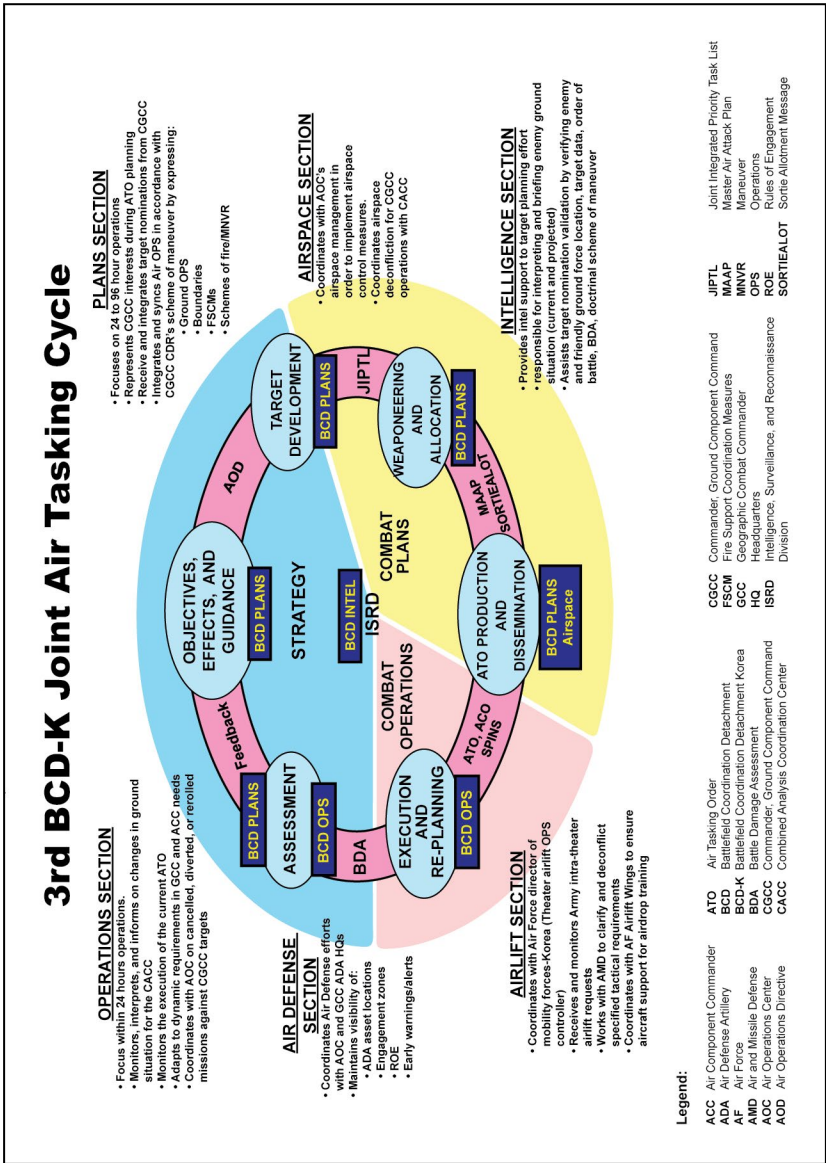 3rd BCD-K Joint Air Tasking Cycle
OPERATIONS SECTION
• Focus within 24 hours operations.
• Monitors, interprets, and informs on changes in ground
situation for the CACC
• Monitors the execution of the current ATO
• Adapts to dynamic requirements in GCC and ACC needs
• Coordinates with AOC on cancelled, diverted, or rerolled
missions against CGCC targets
PLANS SECTION
• Focuses on 24 to 96 hour operations
• Represents CGCC interests during ATO planning
• Receive and integrates target nominations from CGCC
• Integrates and syncs Air OPS in accordance with
CGCC CDR's scheme of maneuver by expressing:
• Ground OPS
• Boundaries
• FSCMs
• Schemes of fire/MNVR
AIR DEFENSE
SECTION
• Coordinates Air Defense efforts
with AOC and GCC ADA HQs
• Maintains visibility of:
• ADA asset locations
• Engagement zones
• ROE
• Early warnings/alerts
AIRSPACE SECTION
• Coordinates with AOC's
airspace management in
order to implement airspace
control measures.
• Coordinates airspace
deconfliction for CGCC
operations with CACC
OBJECTIVES,
EFFECTS, AND
GUIDANCE
BCD PLANS
AOD
TARGET
DEVELOPMENT
BCD PLANS
JIPTL
WEAPONEERING
AND
ALLOCATION
BCD PLANS
MAAP
SORTIEALOT
ATO PRODUCTION
AND
DISSEMINATION
BCD PLANS
Airspace
ATO, ACO
SPINS
EXECUTION
AND
RE-PLANNING
BCD OPS
BDA
BCD PLANS
ASSESSMENT
BCD OPS
Feedback
STRATEGY
BCD INTEL
ISRD
COMBAT
PLANS
COMBAT
OPERATIONS
AIRLIFT SECTION
• Coordinates with Air Force director of
mobility forces-Korea (Theater airlift OPS
controller)
• Receives and monitors Army intra-theater
airlift requests
• Works with AMD to clarify and deconflict
specified tactical requirements
• Coordinates with AF Airlift Wings to ensure
aircraft support for airdrop training
INTELLIGENCE SECTION
• Provides intel support to target planning effort
• responsible for interpreting and briefing enemy ground
situation (current and projected)
• Assists target nomination validation by verifying enemy
and friendly ground force location, target data, order of
battle, BDA, doctrinal scheme of maneuver
Legend:
ACC Air Component Commander
ADA Air Defense Artillery
AF Air Force
AMD Air and Missile Defense
AOC Air Operations Center
AOD Air Operations Directive
ATO Air Tasking Order
BCD Battlefield Coordination Detachment
BCD-K Battlefield Coordination Detachment Korea
BDA Battle Damage Assessment
CGCC Commander, Ground Component Command
CACC Combined Analysis Coordination Center
CGCC Commander, Ground Component Command
FSCM Fire Support Coordination Measures
GCC Geographic Combat Commander
HQ Headquarters
ISRD Intelligence, Surveillance, and Reconnaissance
Division
JIPTL Joint Integrated Priority Task List
MAAP Master Air Attack Plan
MNVR Maneuver
OPS Operations
ROE Rules of Engagement
SORTIEALOT Sortie Allotment Message